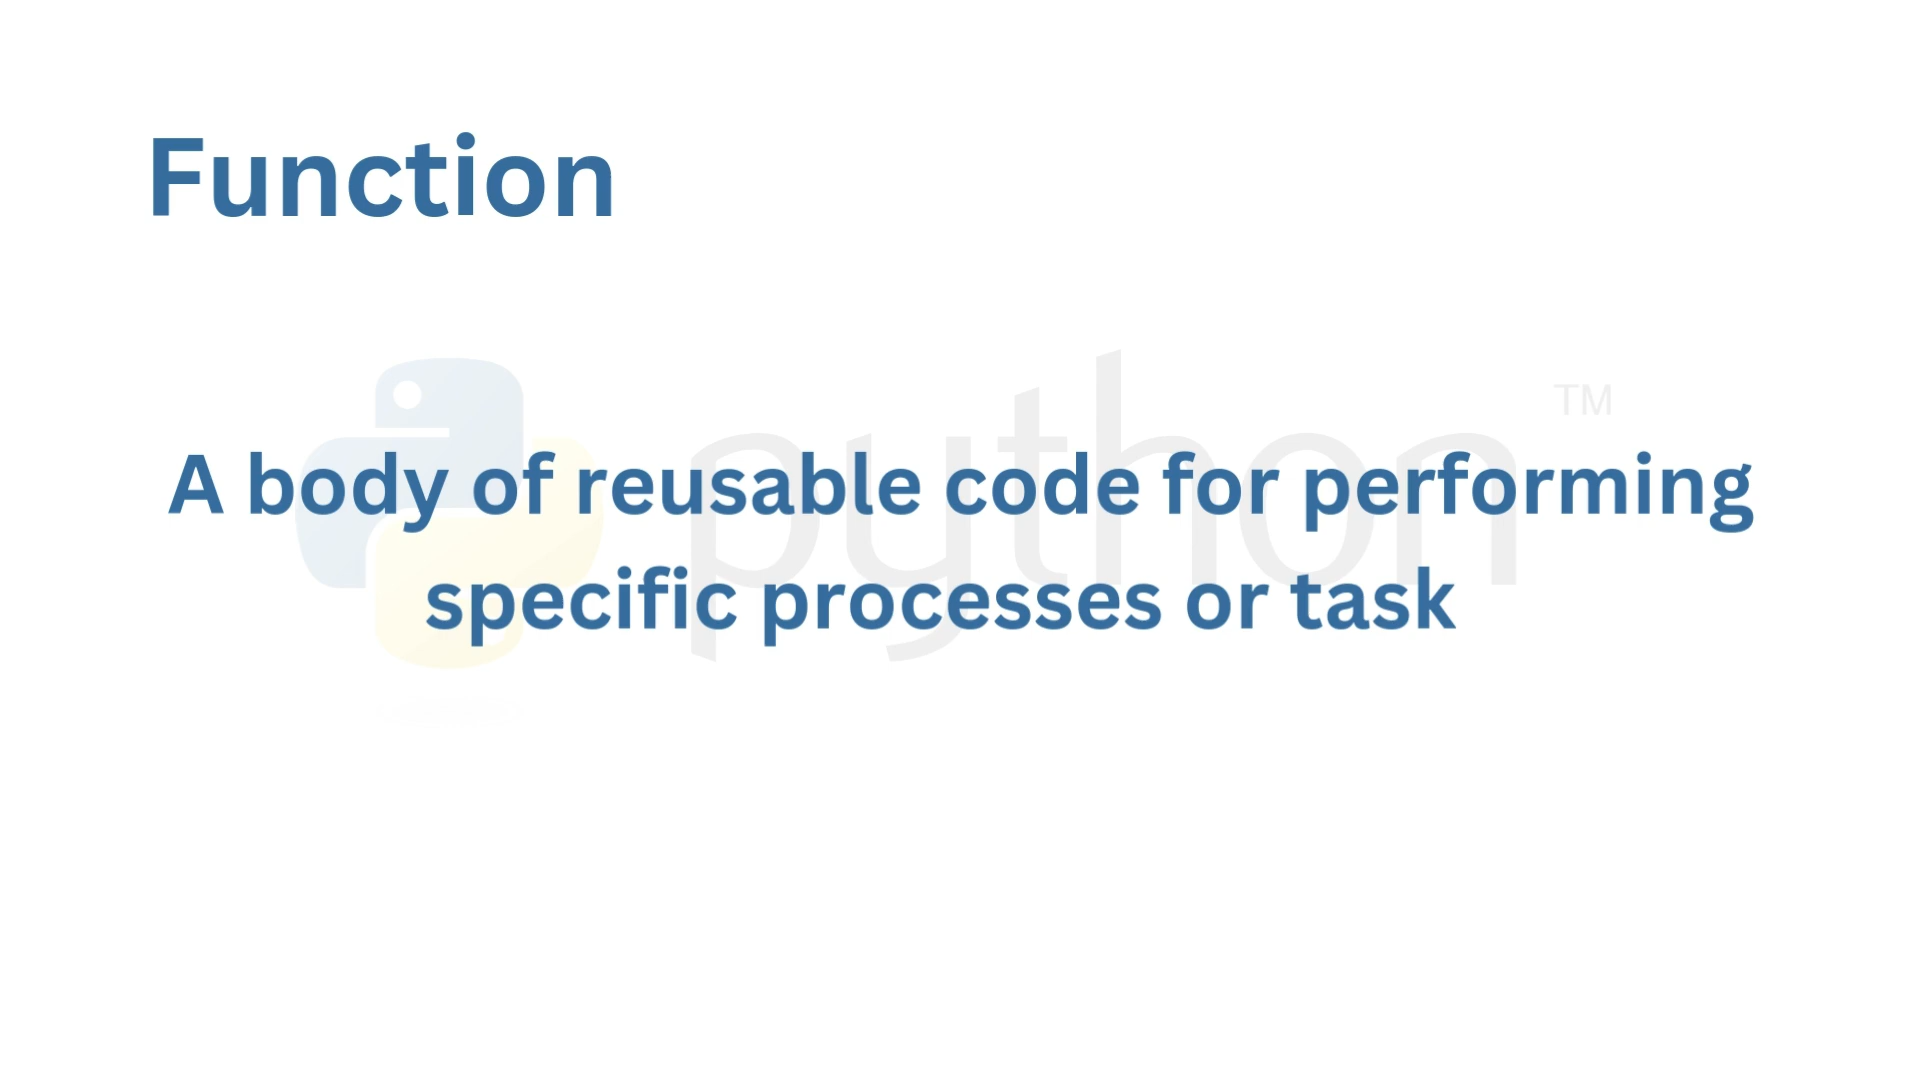 Function
python
TM
A body of reusable code for performing
specific processes or task